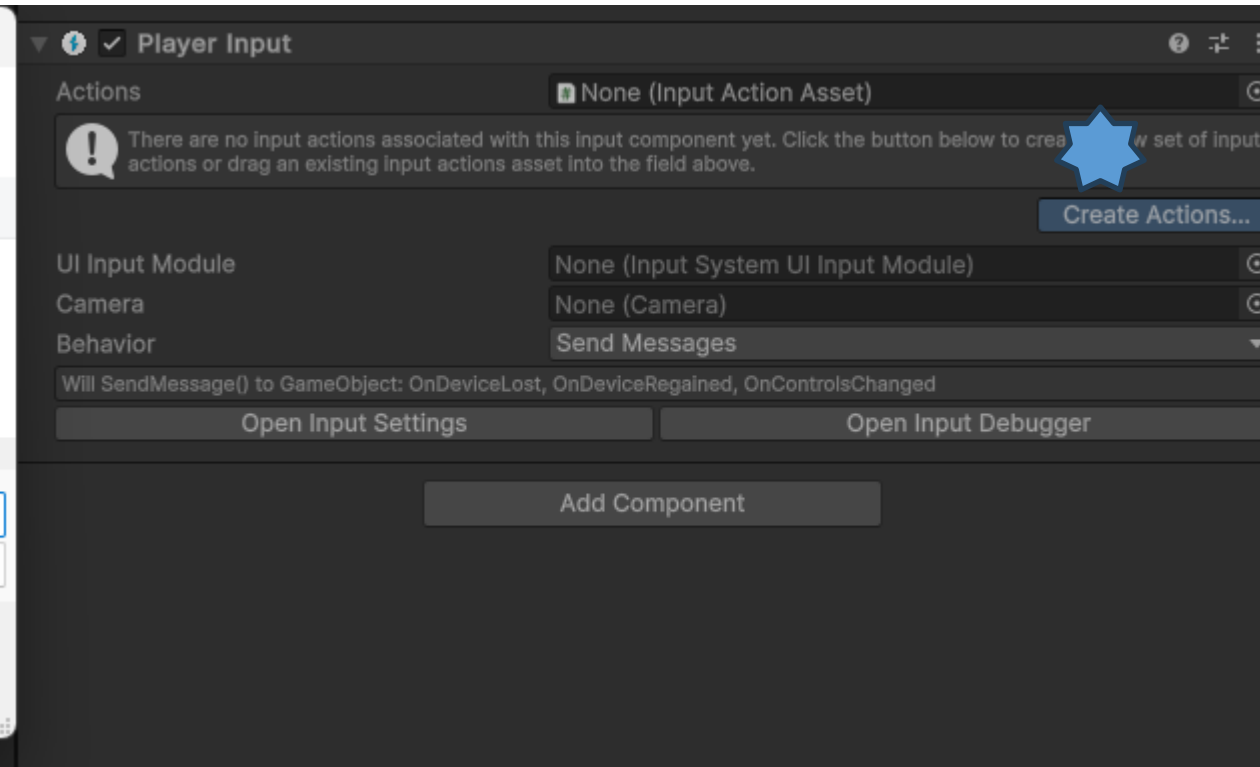 Player Input
Actions
None (Input Action Asset)
There are no input actions associated with this input component yet. Click the button below to set of input
actions or drag an existing input actions asset into the field above.
Create Actions...
UI Input Module
None (Input System UI Input Module)
Camera
None (Camera)
Behavior
Send Messages
Will SendMessage() to GameObject: OnDeviceLost, OnDeviceRegained, OnControlsChanged
Open Input Settings
Open Input Debugger
Add Component